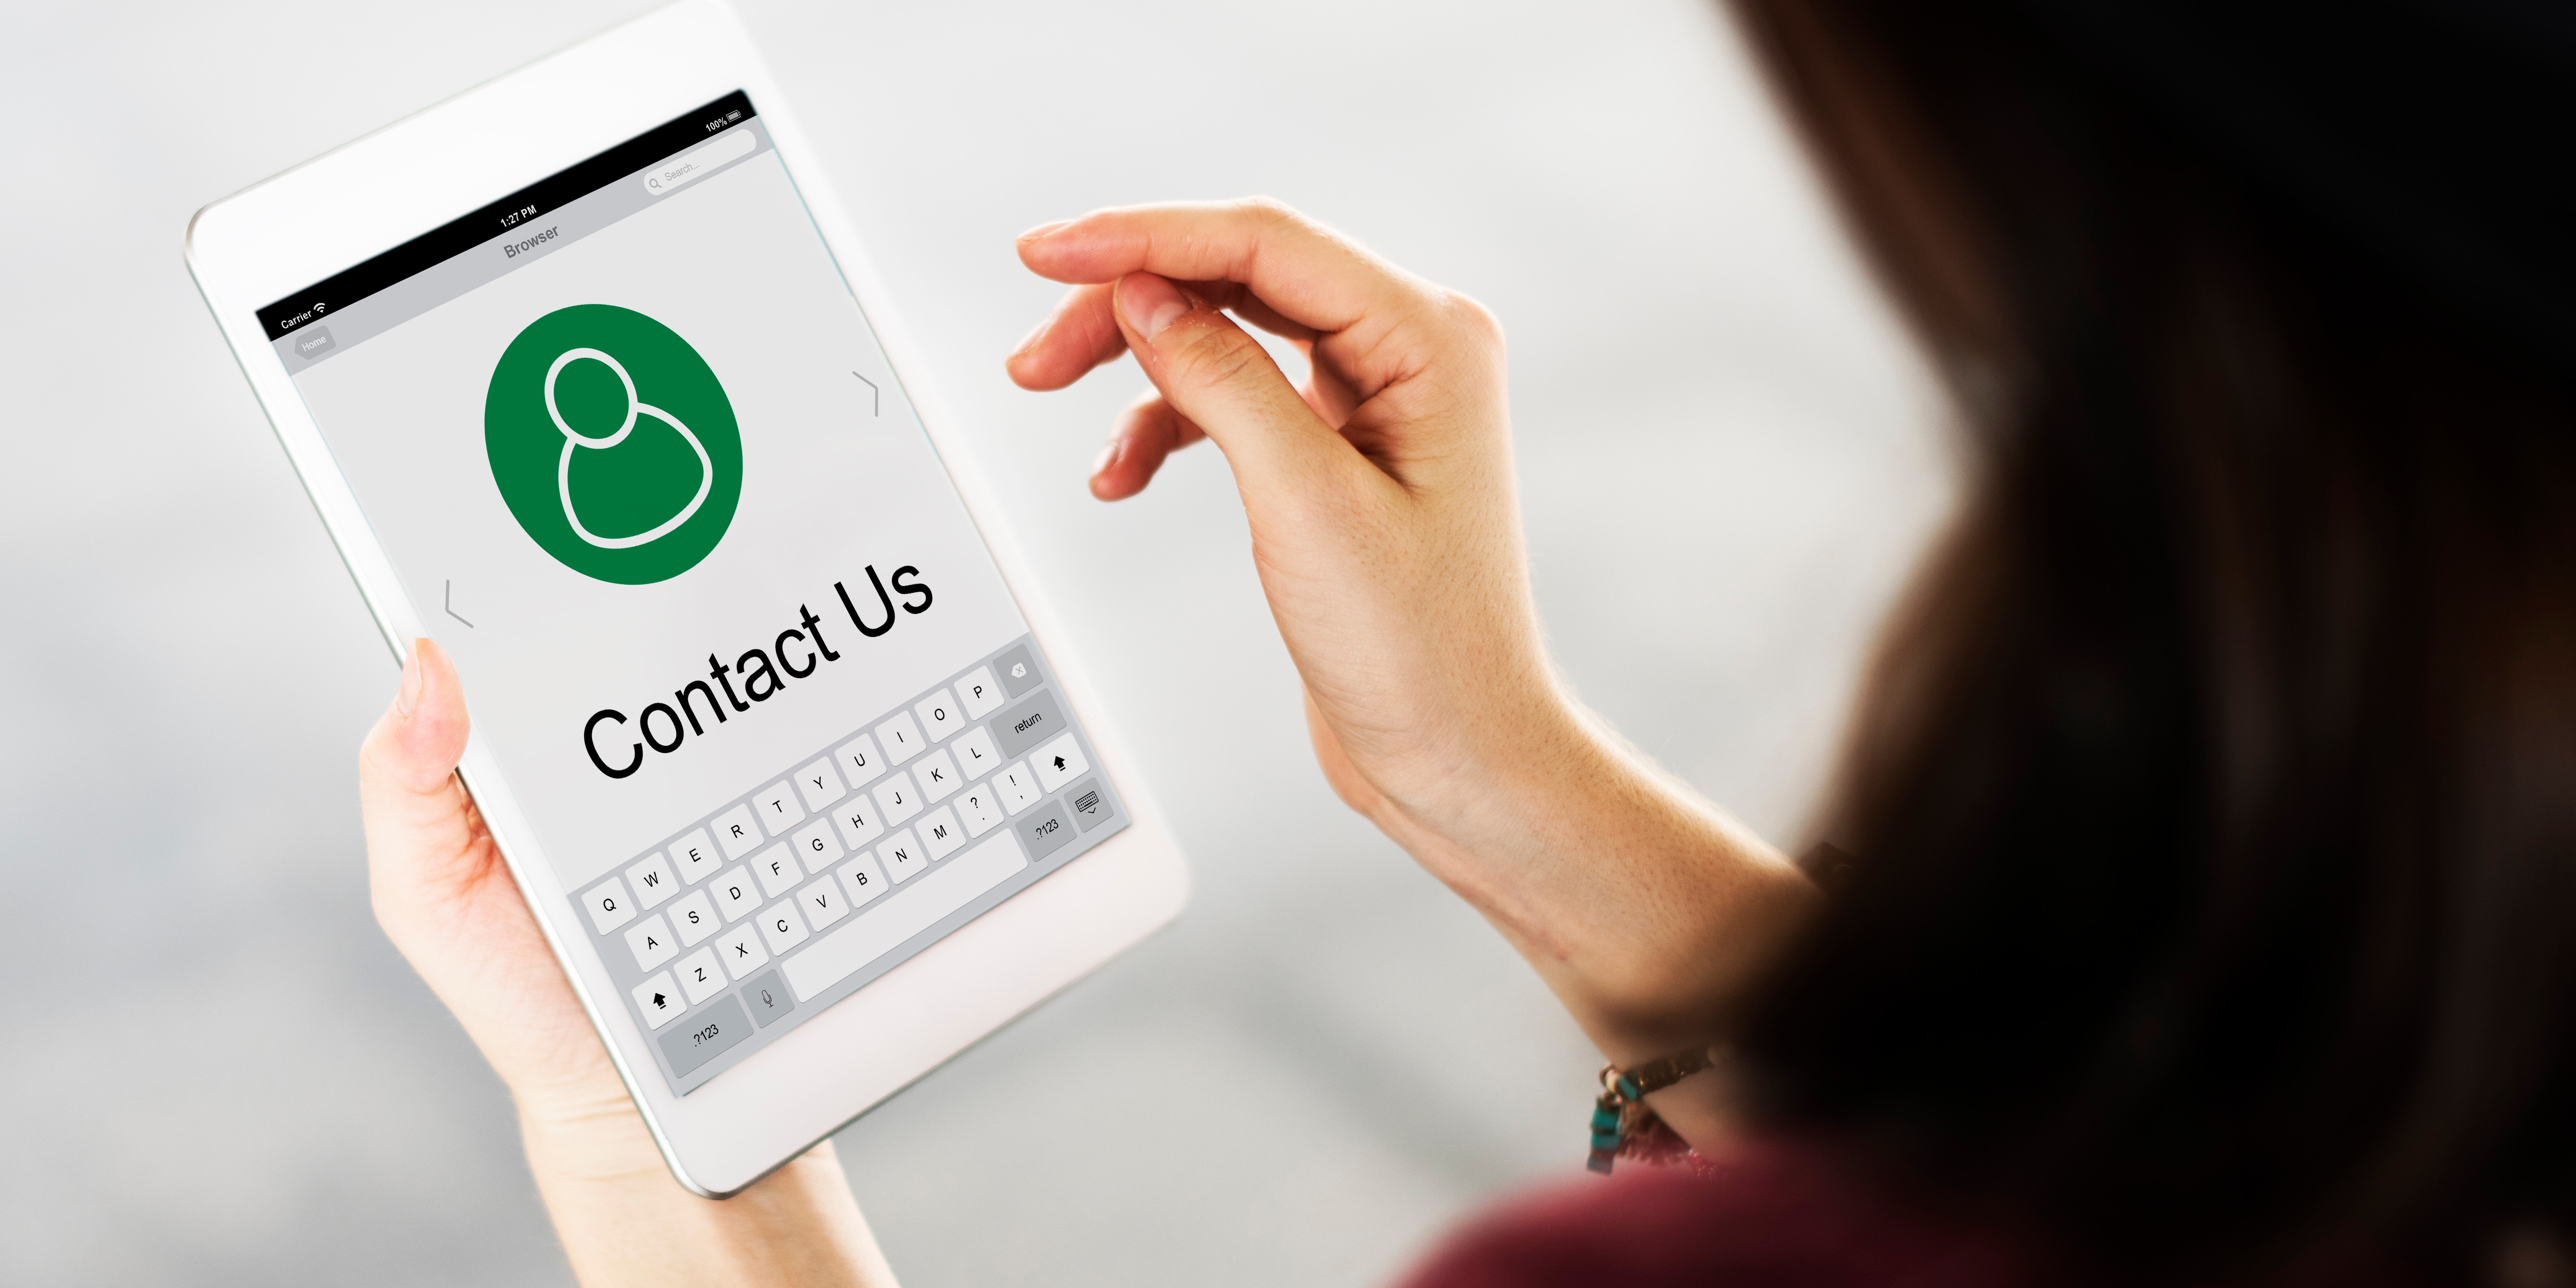 Carrier 1:27 PM 100%
Home Browser Search...
Contact Us
Q W E R T Y U I O P
A S D F G H J K L return
Z X C V B N M ? . ! ,
.?123 .?123